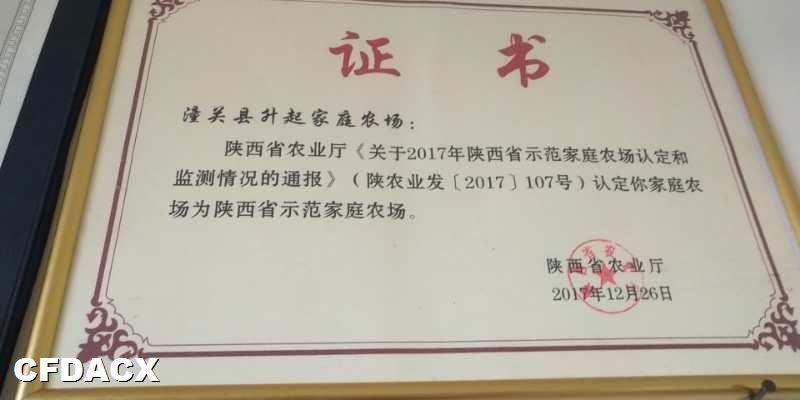 证书
潼关县升起家庭农场：
陕西省农业厅《关于2017年陕西省示范家庭农场认定和
监测情况的通报》（陕农业发〔2017〕107号）认定你家庭农
场为陕西省示范家庭农场。
陕西省农业厅
2017年12月26日
CFDACX